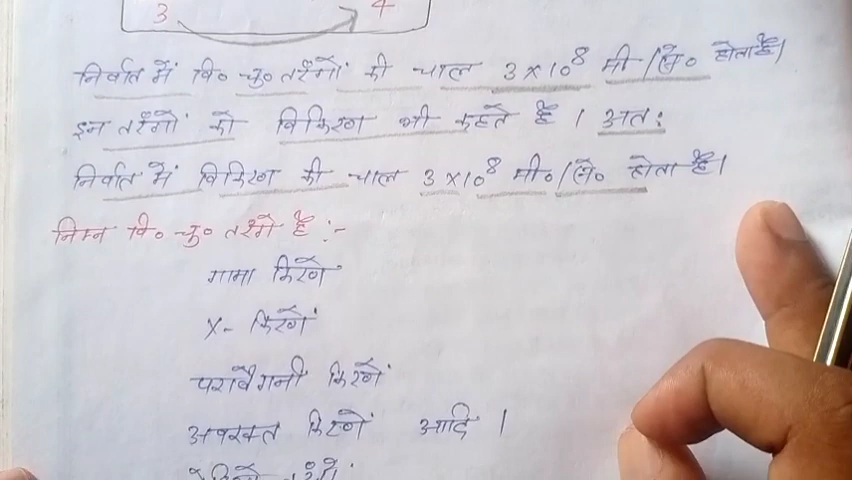 3 4
निर्वात में वि० चु० तरंगों की चाल 3×10⁸ मी/से० होता है।
इन तरंगों को विकिरण भी कहते हैं। अतः
निर्वात में विकिरण की चाल 3×10⁸ मी०/से० होता है।
निम्न वि० चु० तरंगे हैं :-
गामा किरणें
X- किरणें
पराबैगनी किरणें
अवरक्त किरणें आदि।